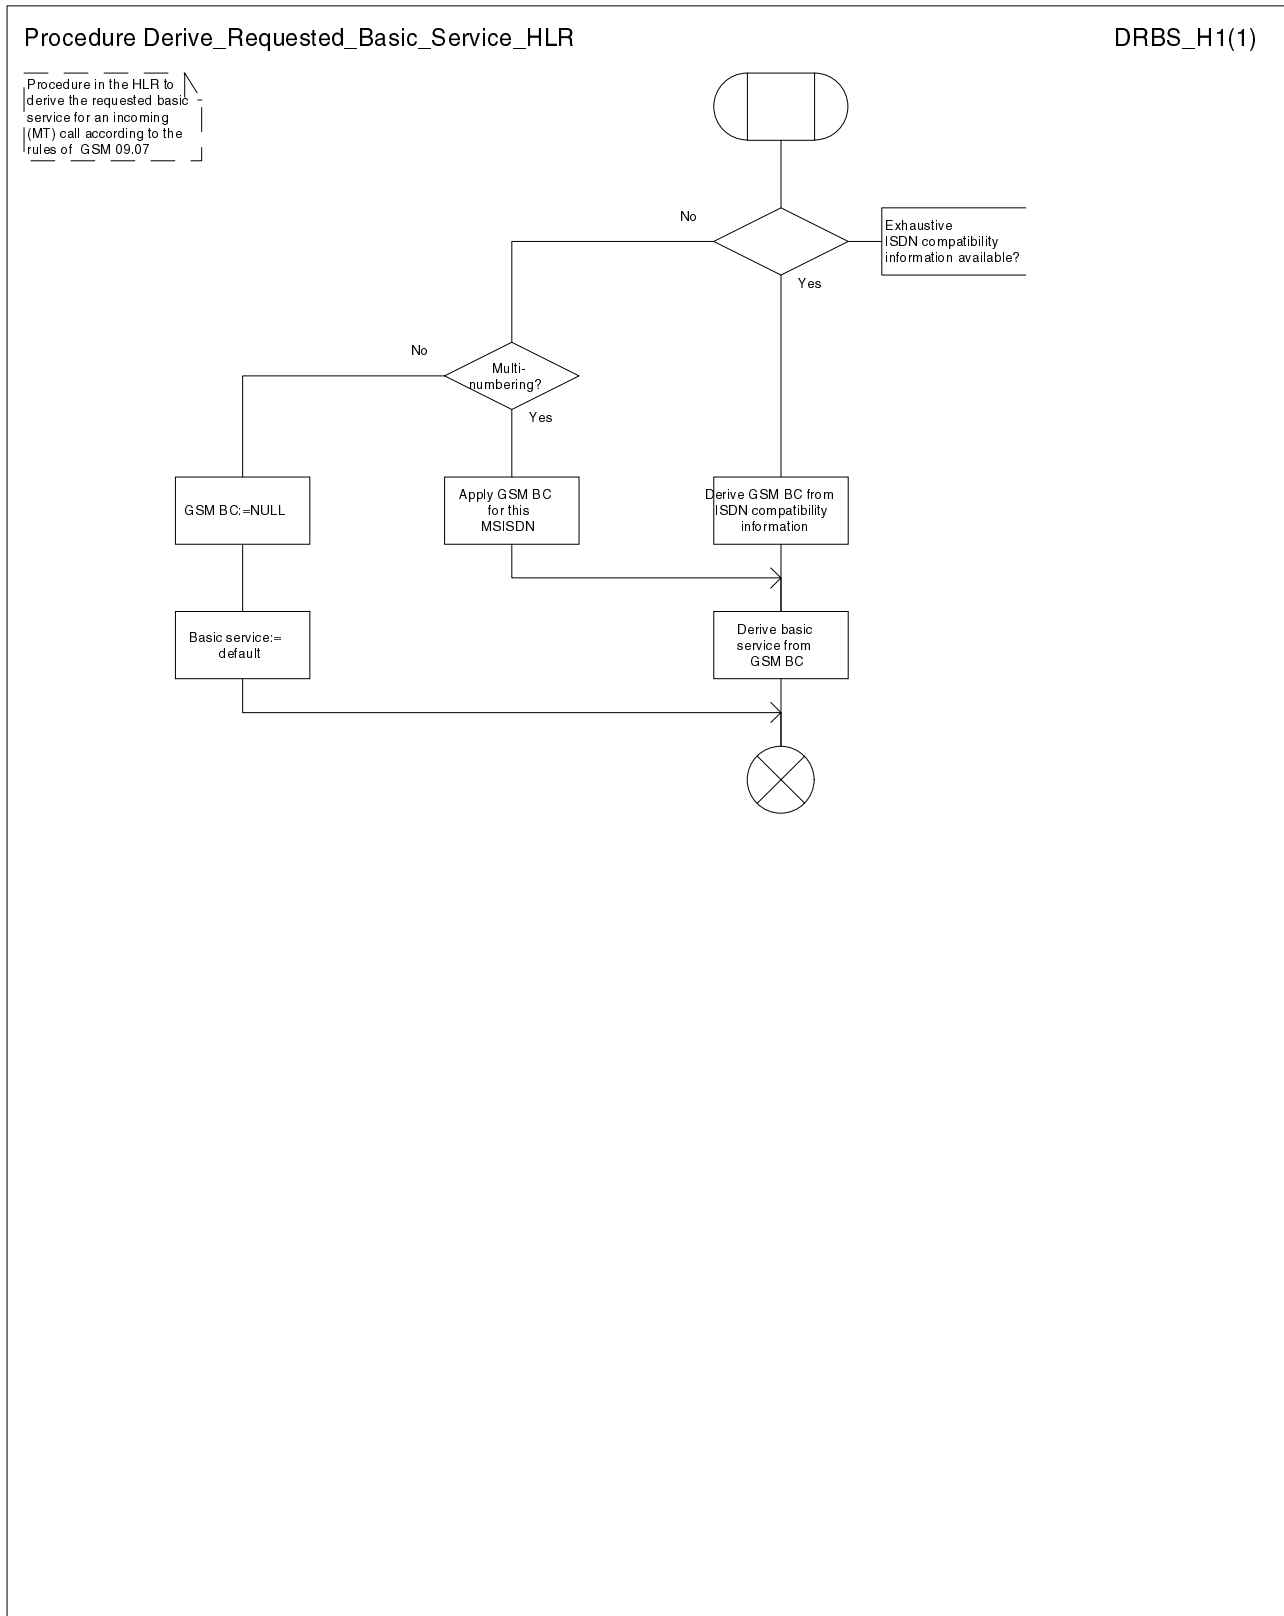 Procedure Derive_Requested_Basic_Service_HLR
DRBS_H1(1)
Procedure in the HLR to
derive the requested basic
service for an incoming
(MT) call according to the
rules of GSM 09.07
No
Exhaustive
ISDN compatibility
information available?
Yes
No
Multi-
numbering?
Yes
GSM BC:=NULL
Apply GSM BC
for this
MSISDN
Derive GSM BC from
ISDN compatibility
information
Basic service:=
default
Derive basic
service from
GSM BC